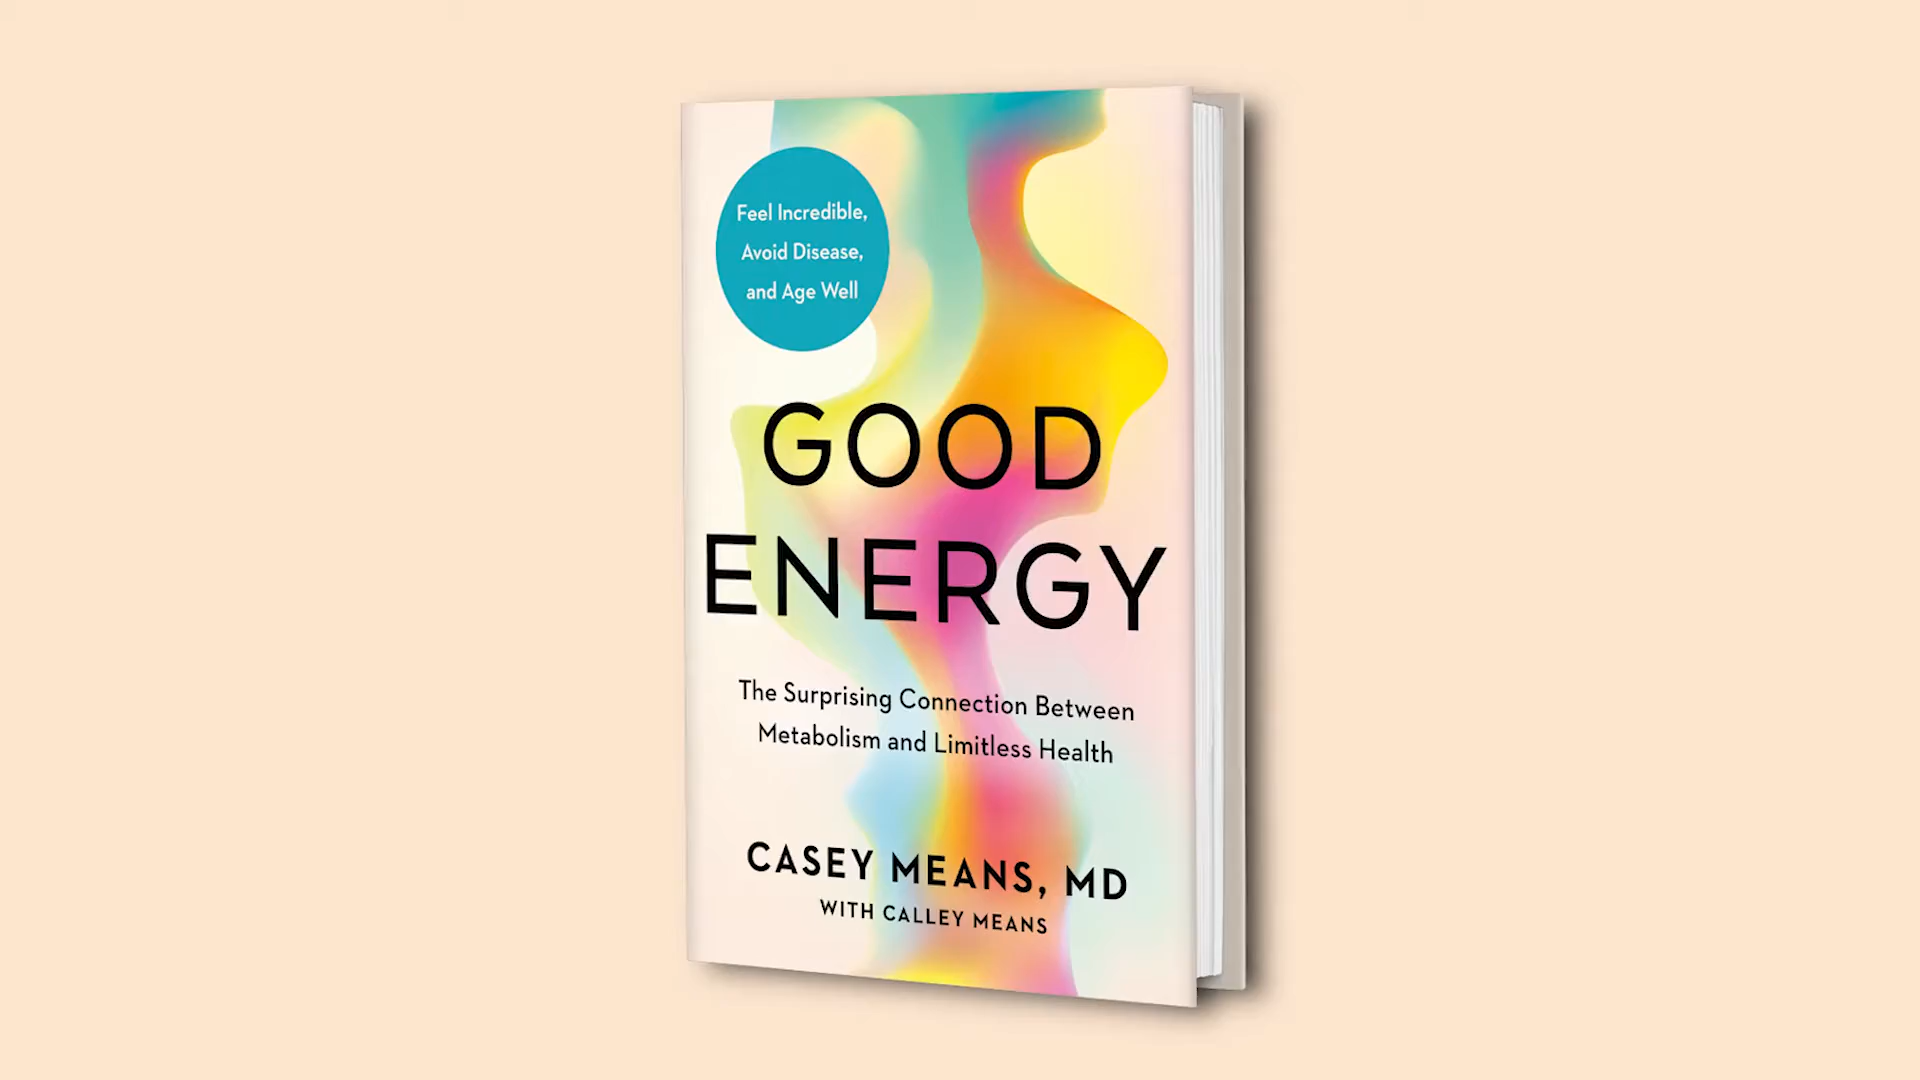 Feel Incredible,
Avoid Disease,
and Age Well
GOOD
ENERGY
The Surprising Connection Between
Metabolism and Limitless Health
CASEY MEANS, MD
WITH CALLEY MEANS